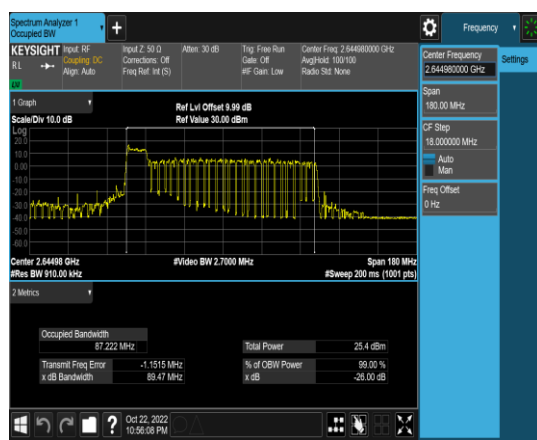 Spectrum Analyzer 1
Occupied BW
Frequency
KEYSIGHT
RL
Input: RF
Coupling: DC
Align: Auto
Input Z: 50 Ω
Corrections: Off
Freq Ref: Int (S)
Atten: 30 dB
Trig: Free Run
Gate: Off
#IF Gain: Low
Center Freq: 2.644980000 GHz
Avg|Hold: 100/100
Radio Std: None
Center Frequency
2.644980000 GHz
Settings
Span
180.00 MHz
CF Step
18.000000 MHz
Auto
Man
Freq Offset
0 Hz
1 Graph
Scale/Div 10.0 dB
Ref Lvl Offset 9.99 dB
Ref Value 30.00 dBm
Log
20.0
10.0
0.00
-10.0
-20.0
-30.0
-40.0
-50.0
-60.0
Center 2.64498 GHz
#Video BW 2.7000 MHz
Span 180 MHz
#Res BW 910.00 kHz
#Sweep 200 ms (1001 pts)
2 Metrics
Occupied Bandwidth
87.222 MHz
Total Power
25.4 dBm
Transmit Freq Error
-1.1515 MHz
% of OBW Power
99.00 %
x dB Bandwidth
89.47 MHz
x dB
-26.00 dB
?
Oct 22, 2022
10:56:08 PM